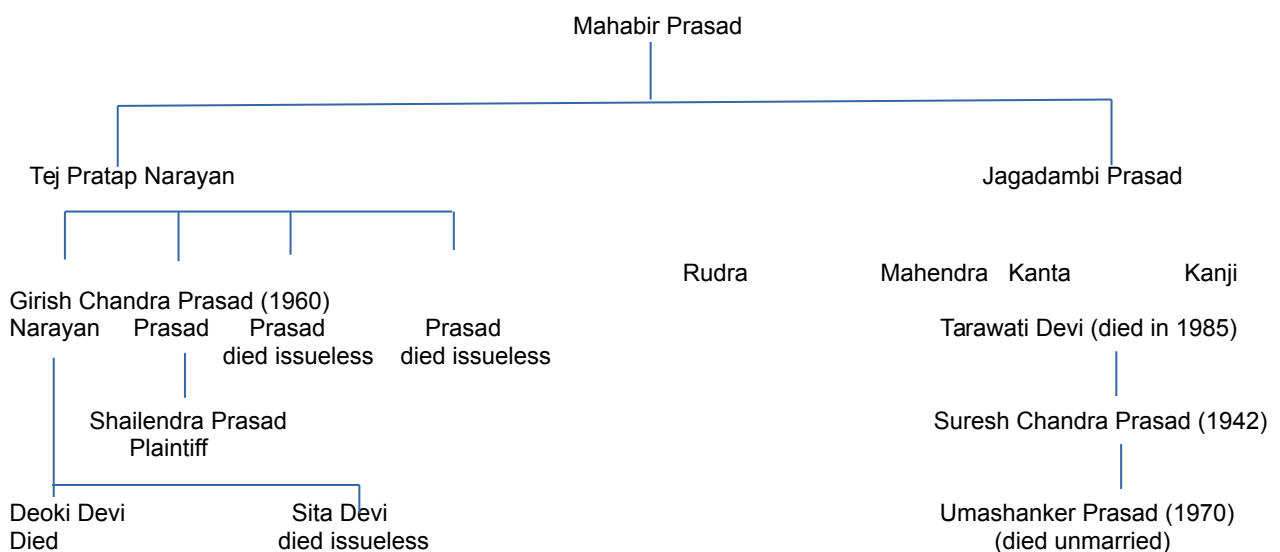 Mahabir Prasad
Tej Pratap Narayan Jagadambi Prasad
Rudra Mahendra Kanta Kanji
Girish Chandra Prasad (1960)
Narayan Prasad Prasad Prasad Tarawati Devi (died in 1985)
died issueless died issueless
Shailendra Prasad Suresh Chandra Prasad (1942)
Plaintiff
Deoki Devi Sita Devi Umashanker Prasad (1970)
Died died issueless (died unmarried)